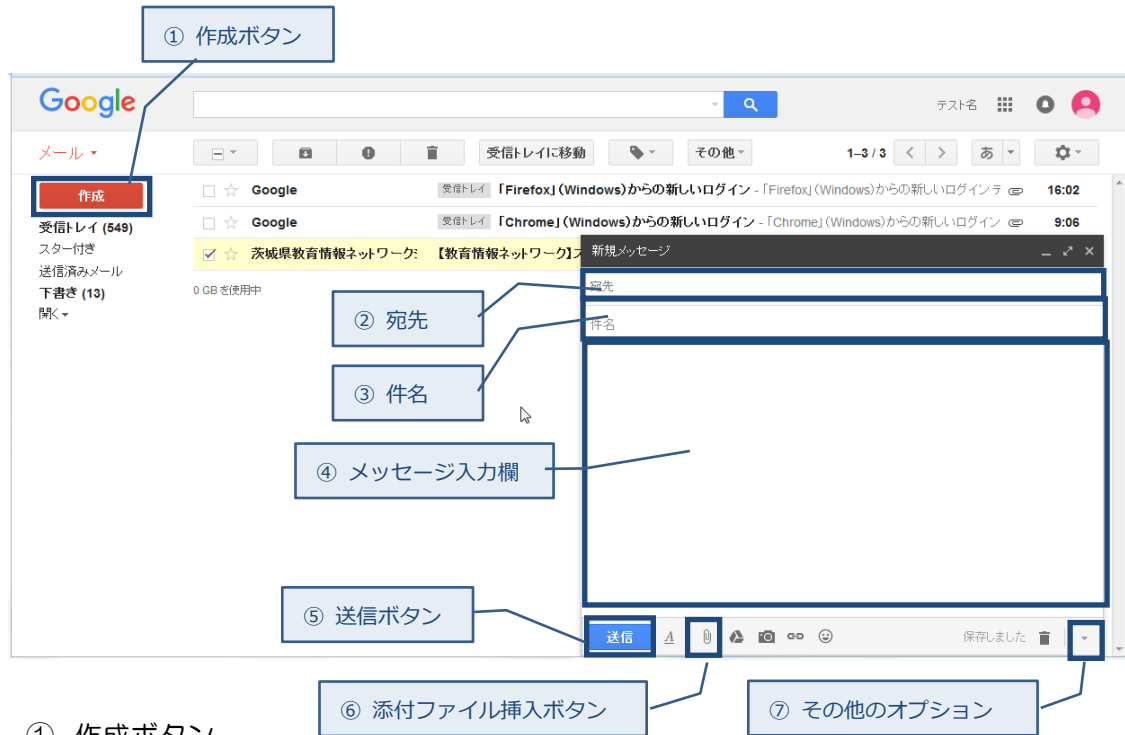 ① 作成ボタン
Google
テスト名
メール
受信トレイに移動
その他
1–3 / 3
あ
作成
Google
受信トレイ 「Firefox」(Windows)からの新しいログイン - 「Firefox」(Windows)からの新しいログイン テ
16:02
受信トレイ (549)
Google
受信トレイ 「Chrome」(Windows)からの新しいログイン - 「Chrome」(Windows)からの新しいログイン
9:06
スター付き
茨城県教育情報ネットワーク
【教育情報ネットワーク】
新規メッセージ
送信済みメール
下書き (13)
0 GB を使用中
宛先
開く
② 宛先
件名
③ 件名
④ メッセージ入力欄
⑤ 送信ボタン
送信
A
保存しました
⑥ 添付ファイル挿入ボタン
⑦ その他のオプション
① 作成ボタン